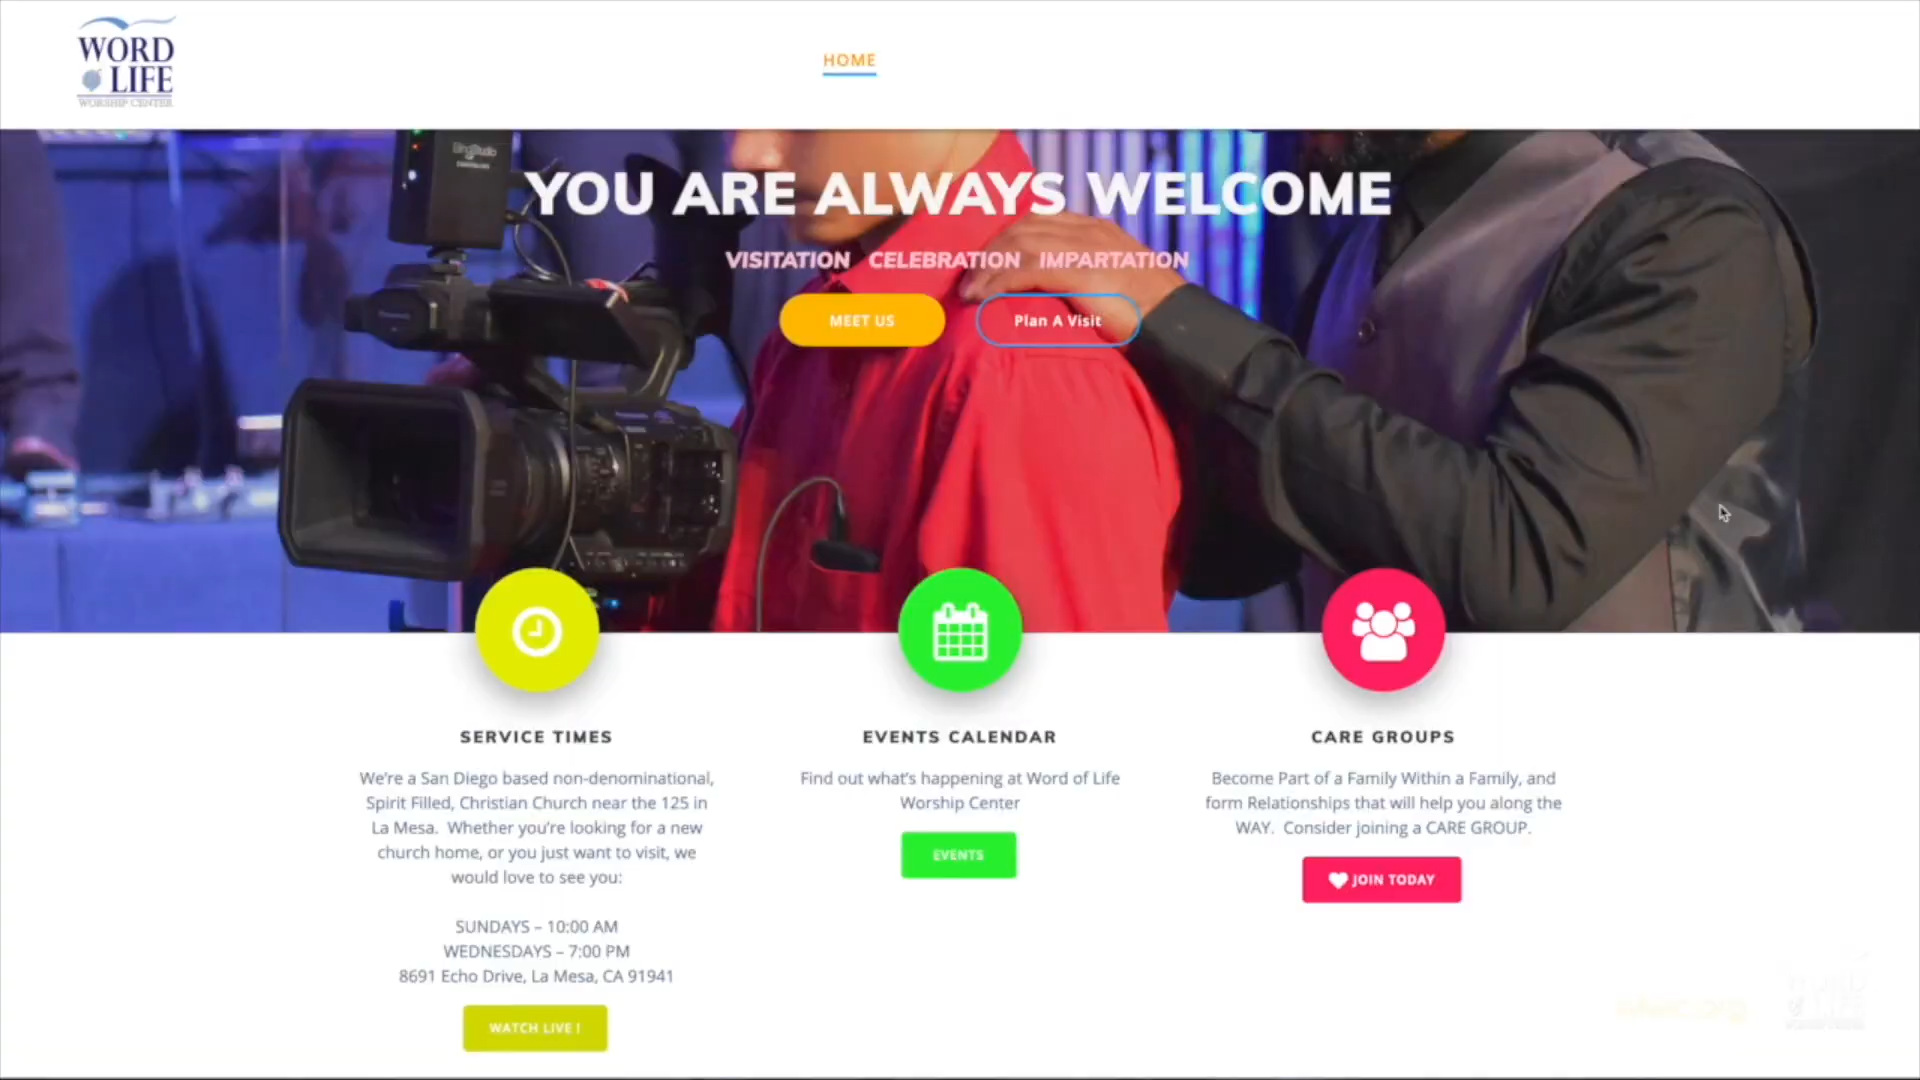 WORD
of LIFE
WORSHIP CENTER
HOME
YOU ARE ALWAYS WELCOME
VISITATION CELEBRATION IMPARTATION
MEET US
Plan A Visit
SERVICE TIMES
We're a San Diego based non-denominational,
Spirit Filled, Christian Church near the 125 in
La Mesa. Whether you're looking for a new
church home, or you just want to visit, we
would love to see you:
SUNDAYS – 10:00 AM
WEDNESDAYS – 7:00 PM
8691 Echo Drive, La Mesa, CA 91941
WATCH LIVE !
EVENTS CALENDAR
Find out what's happening at Word of Life
Worship Center
EVENTS
CARE GROUPS
Become Part of a Family Within a Family, and
form Relationships that will help you along the
WAY. Consider joining a CARE GROUP.
JOIN TODAY